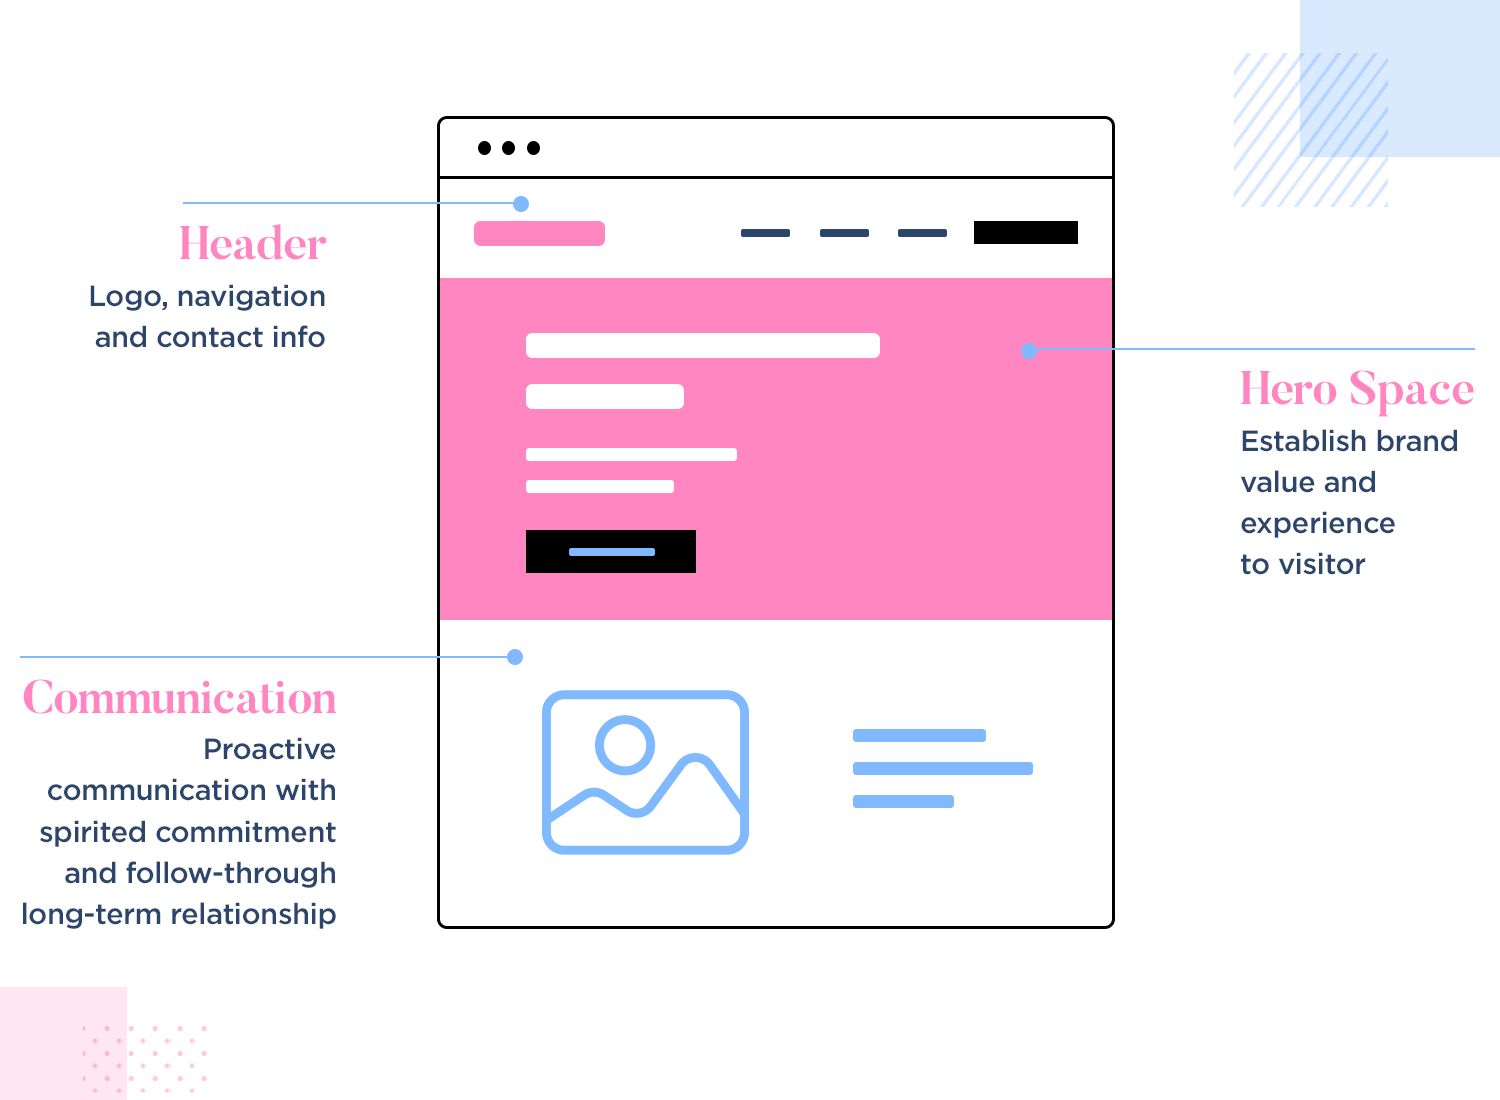 Header
Logo, navigation
and contact info
Hero Space
Establish brand
value and
experience
to visitor
Communication
Proactive
communication with
spirited commitment
and follow-through
long-term relationship